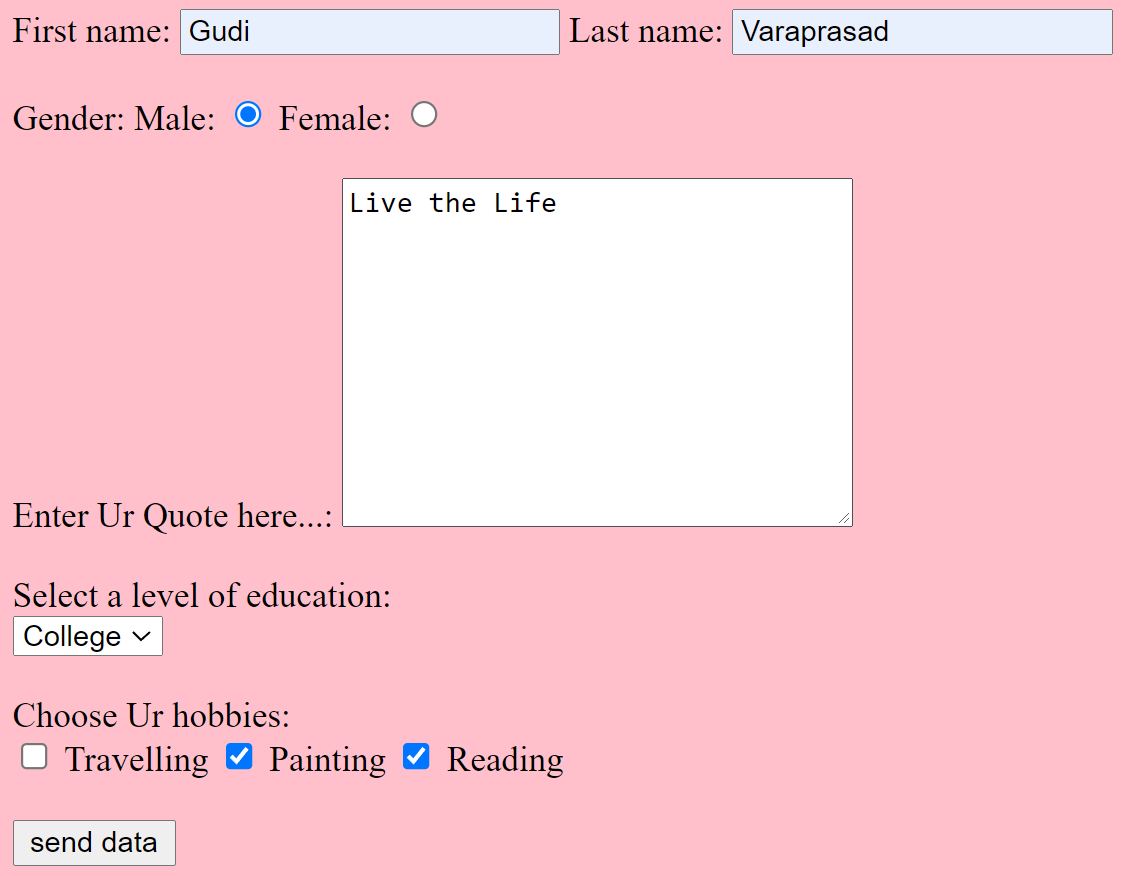 First name: Gudi Last name: Varaprasad
Gender: Male: Female:
Live the Life
Enter Ur Quote here...:
Select a level of education:
College
Choose Ur hobbies:
Travelling Painting Reading
send data